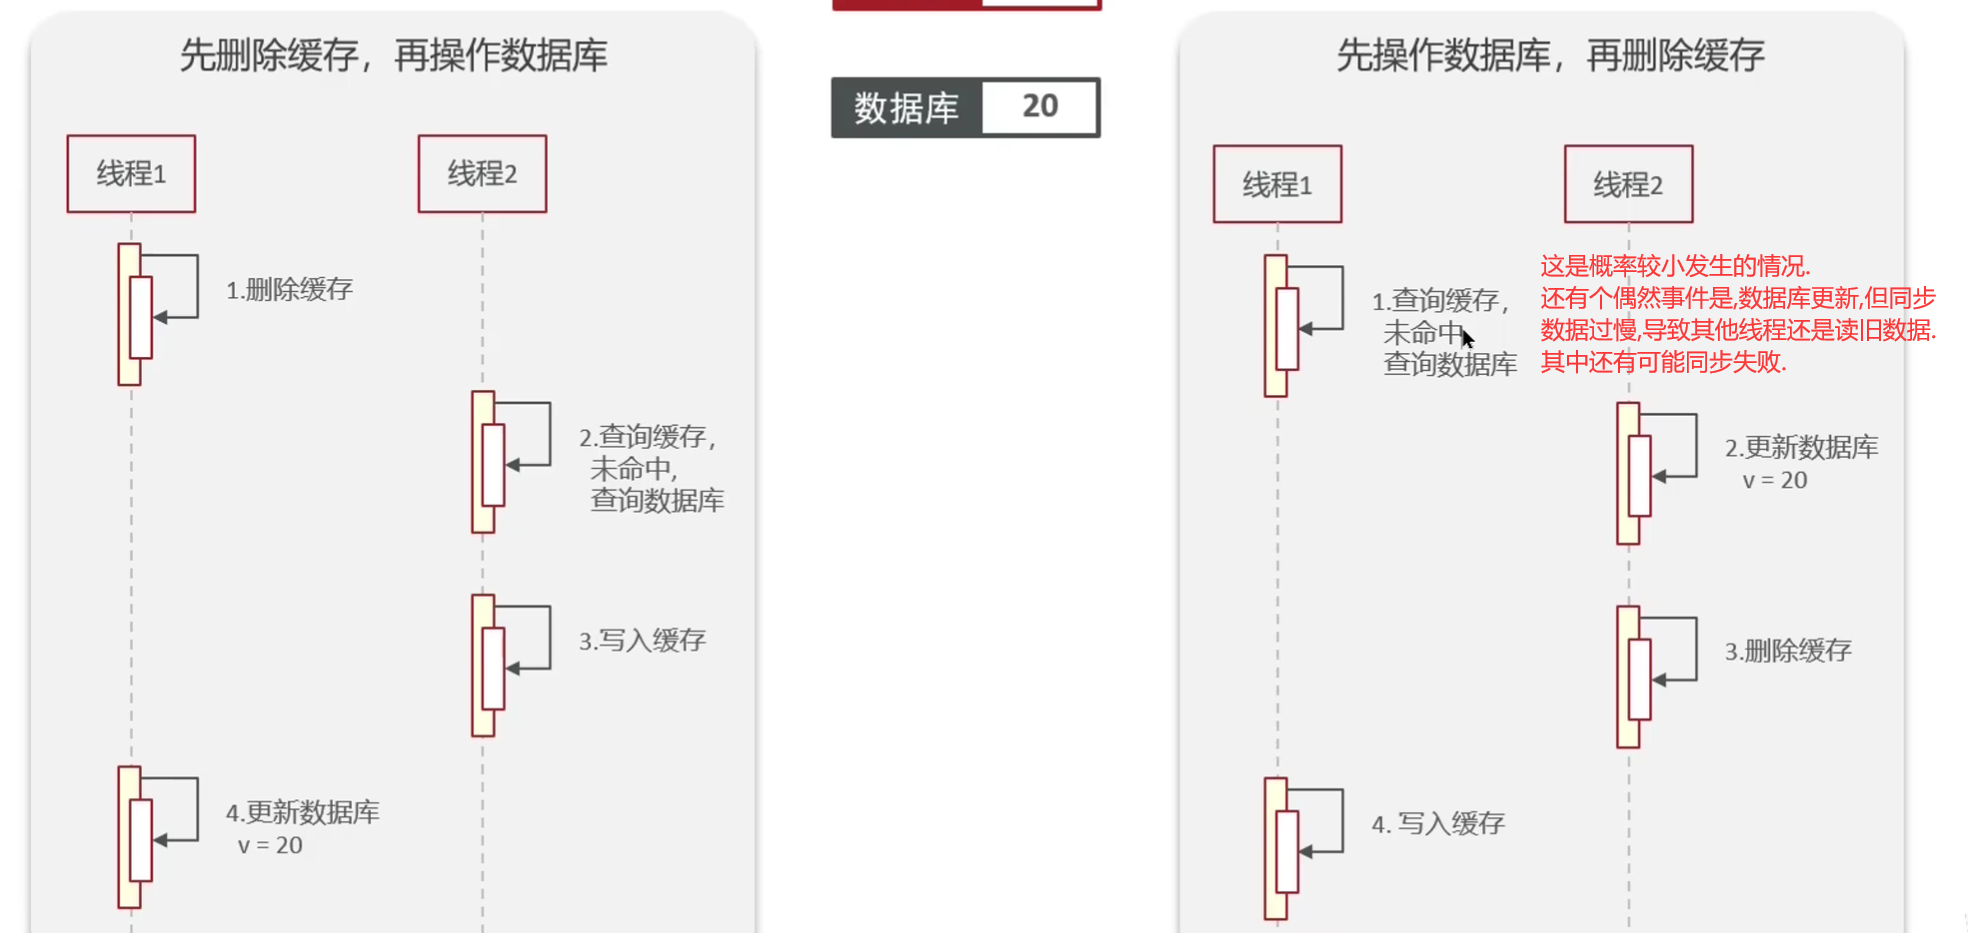 先删除缓存，再操作数据库
线程1
线程2
1.删除缓存
2.查询缓存，
未命中，
查询数据库
3.写入缓存
4.更新数据库
v = 20
数据库 20
先操作数据库，再删除缓存
线程1
线程2
1.查询缓存，
未命中
查询数据库
这是概率较小发生的情况.
还有个偶然事件是,数据库更新,但同步
数据过慢,导致其他线程还是读旧数据.
其中还有可能同步失败.
2.更新数据库
v = 20
3.删除缓存
4. 写入缓存